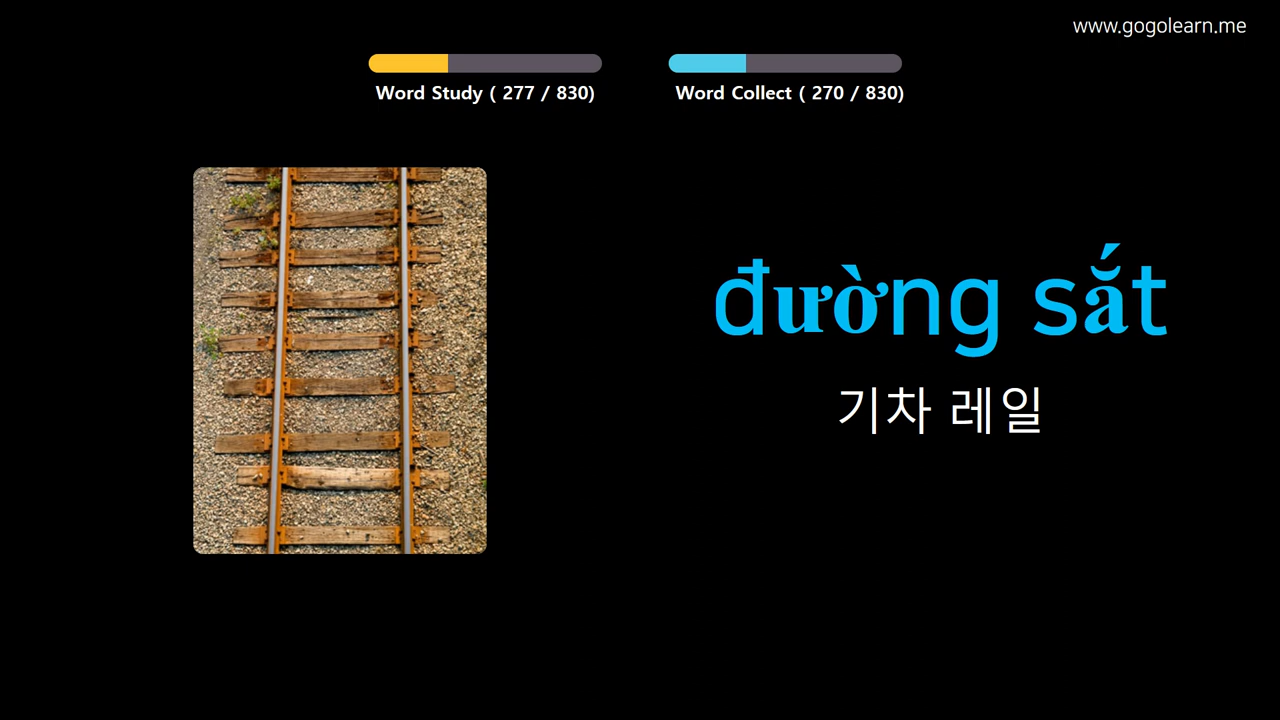 www.gogolearn.me
Word Study ( 277 / 830)
Word Collect ( 270 / 830)
đường sắt
기차 레일